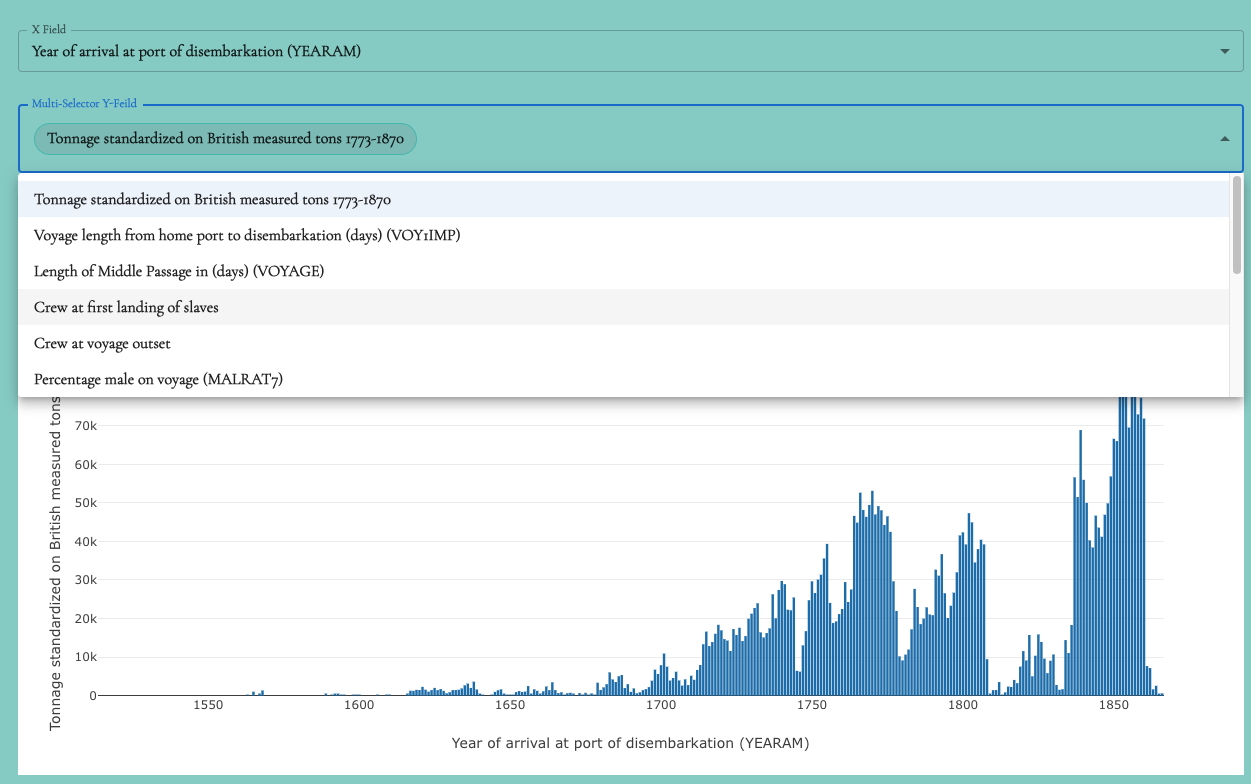 X Field
Year of arrival at port of disembarkation (YEARAM)
Multi-Selector Y-Feild
Tonnage standardized on British measured tons 1773-1870
Tonnage standardized on British measured tons 1773-1870
Voyage length from home port to disembarkation (days) (VOY1IMP)
Length of Middle Passage in (days) (VOYAGE)
Crew at first landing of slaves
Crew at voyage outset
Percentage male on voyage (MALRAT7)
Tonnage standardized on British measured tons
70k
60k
50k
40k
30k
20k
10k
0
1550 1600 1650 1700 1750 1800 1850
Year of arrival at port of disembarkation (YEARAM)